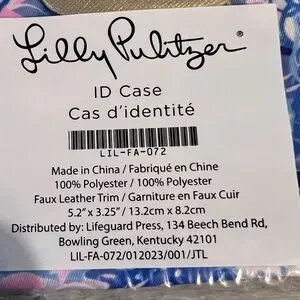 Lilly Pulitzer®
ID Case
Cas d'identité
LIL-FA-072
Made in China / Fabriqué en Chine
100% Polyester / 100% Polyester
Faux Leather Trim / Garniture en Faux Cuir
5.2" x 3.25" / 13.2cm x 8.2cm
Distributed by: Lifeguard Press, 134 Beech Bend Rd,
Bowling Green, Kentucky 42101
LIL-FA-072/012023/001/JTL